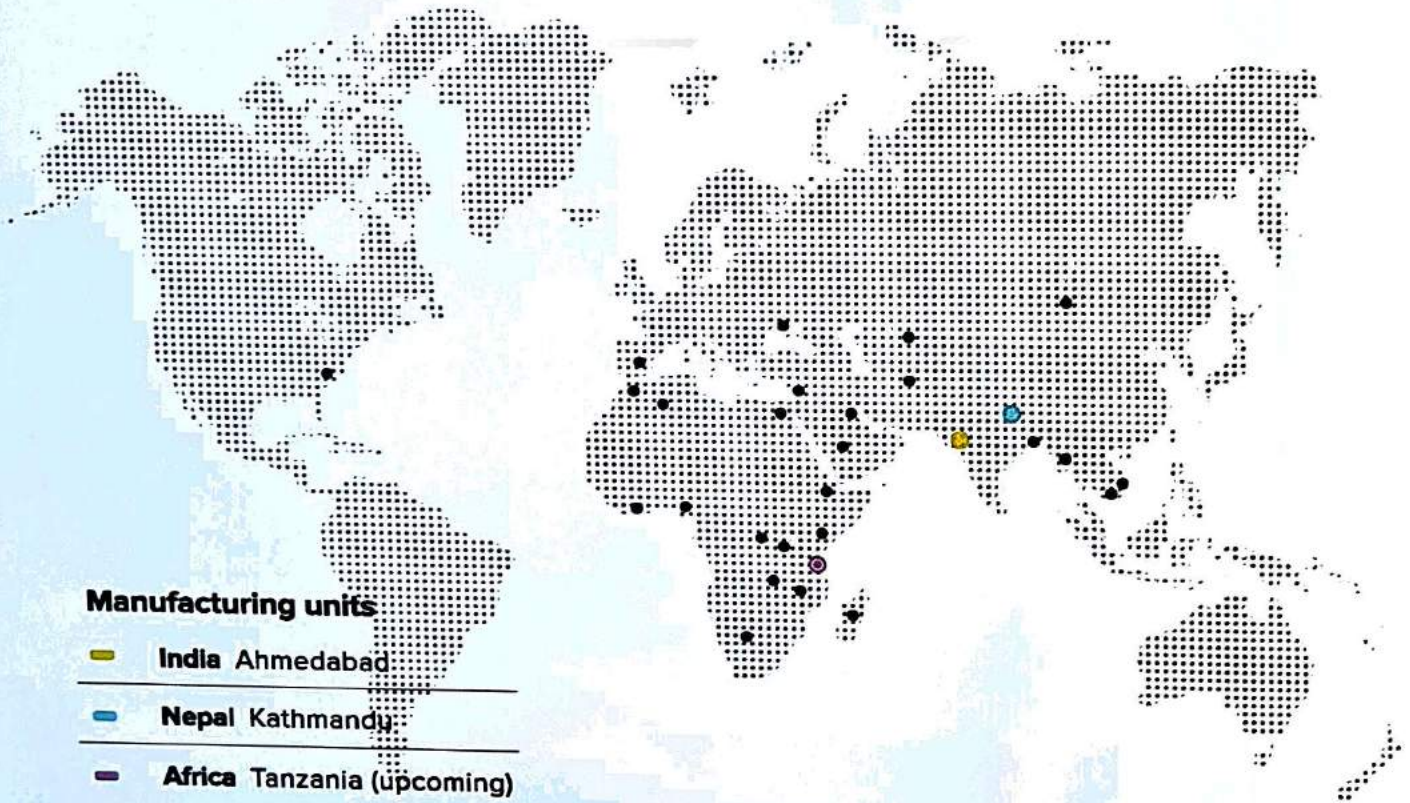 Manufacturing units
India Ahmedabad
Nepal Kathmandu
Africa Tanzania (upcoming)